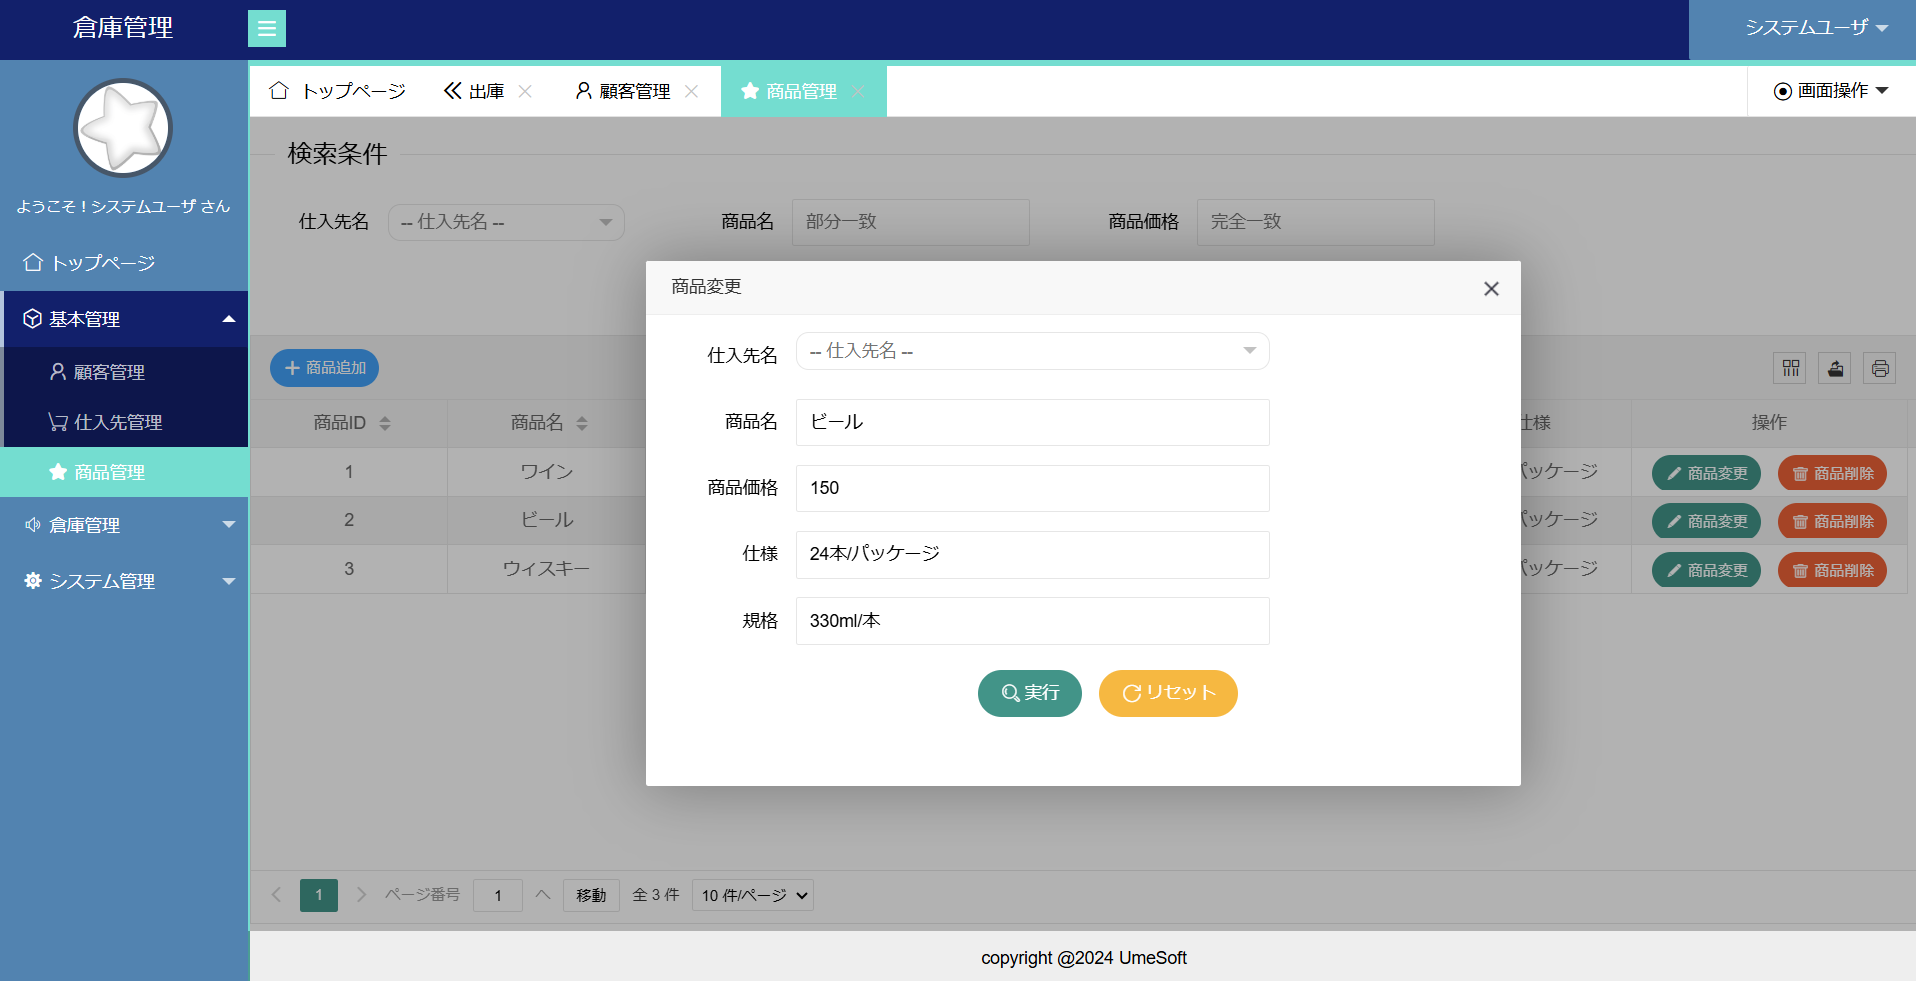 倉庫管理
システムユーザ
トップページ
出庫
顧客管理
商品管理
画面操作
ようこそ！システムユーザ さん
トップページ
基本管理
顧客管理
仕入先管理
商品管理
倉庫管理
システム管理
検索条件
仕入先名 -- 仕入先名 -- 商品名 部分一致 商品価格 完全一致
商品追加
商品ID 商品名 仕様 操作
1 ワイン パッケージ 商品変更 商品削除
2 ビール パッケージ 商品変更 商品削除
3 ウィスキー パッケージ 商品変更 商品削除
商品変更
仕入先名 -- 仕入先名 --
商品名 ビール
商品価格 150
仕様 24本/パッケージ
規格 330ml/本
実行 リセット
1 ページ番号 1 へ 移動 全 3 件 10 件/ページ
copyright @2024 UmeSoft